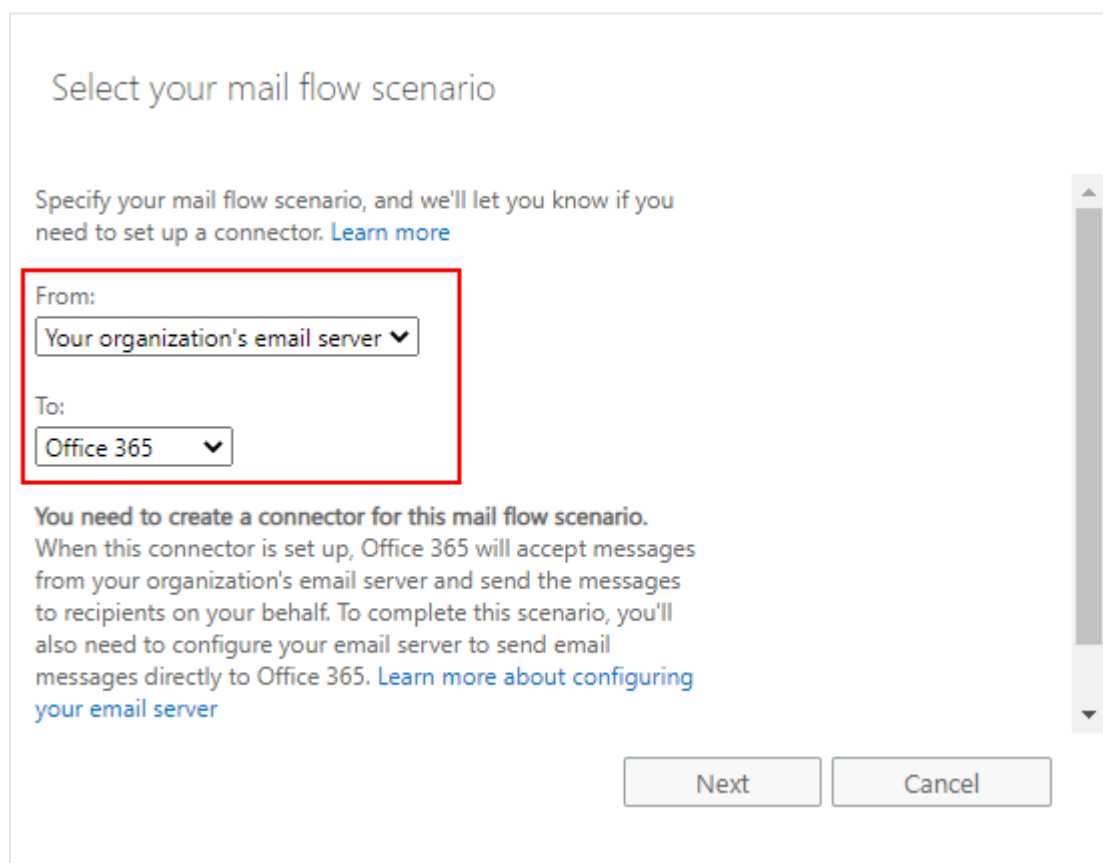 Select your mail flow scenario
Specify your mail flow scenario, and we'll let you know if you
need to set up a connector. Learn more
From:
Your organization's email server
To:
Office 365
You need to create a connector for this mail flow scenario.
When this connector is set up, Office 365 will accept messages
from your organization's email server and send the messages
to recipients on your behalf. To complete this scenario, you'll
also need to configure your email server to send email
messages directly to Office 365. Learn more about configuring
your email server
Next
Cancel